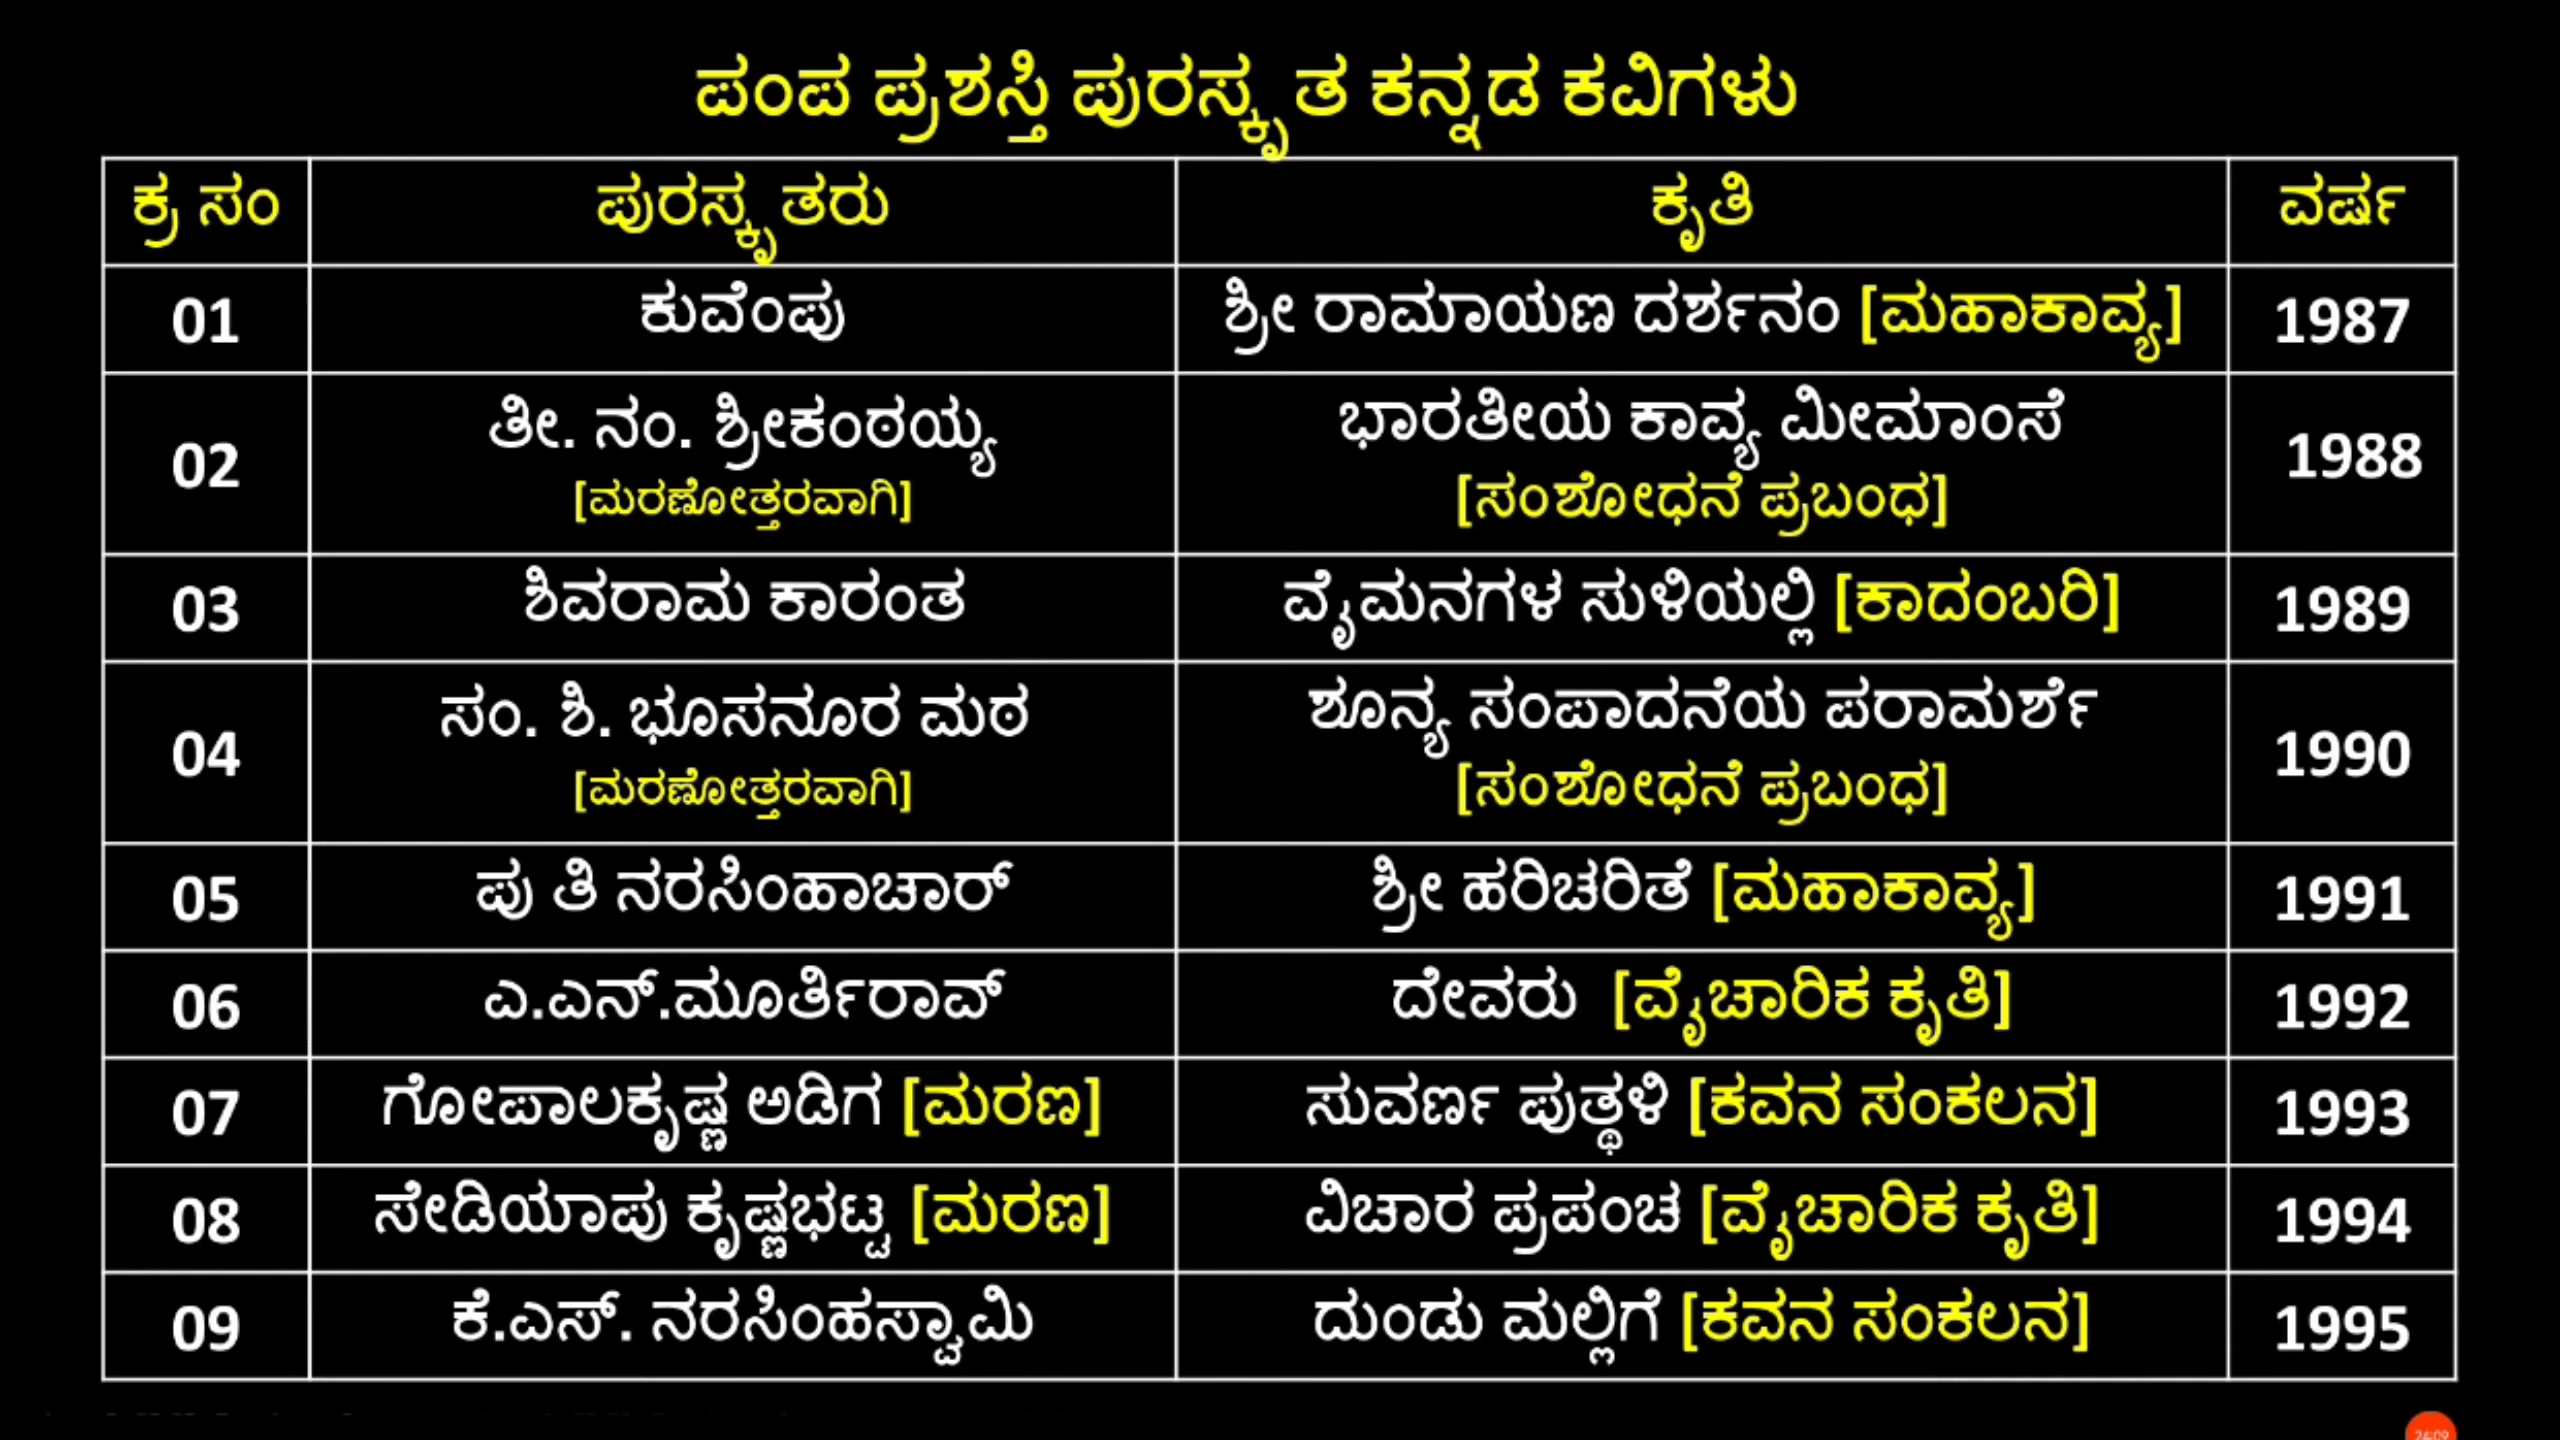 ಪಂಪ ಪ್ರಶಸ್ತಿ ಪುರಸ್ಕೃತ ಕನ್ನಡ ಕವಿಗಳು
ಕ್ರ ಸಂ ಪುರಸ್ಕೃತರು ಕೃತಿ ವರ್ಷ
01 ಕುವೆಂಪು ಶ್ರೀ ರಾಮಾಯಣ ದರ್ಶನಂ [ಮಹಾಕಾವ್ಯ] 1987
02 ತೀ. ನಂ. ಶ್ರೀಕಂಠಯ್ಯ ಭಾರತೀಯ ಕಾವ್ಯ ಮೀಮಾಂಸೆ 1988
[ಮರಣೋತ್ತರವಾಗಿ] [ಸಂಶೋಧನೆ ಪ್ರಬಂಧ]
03 ಶಿವರಾಮ ಕಾರಂತ ವೈಮನಗಳ ಸುಳಿಯಲ್ಲಿ [ಕಾದಂಬರಿ] 1989
04 ಸಂ. ಶಿ. ಭೂಸನೂರ ಮಠ ಶೂನ್ಯ ಸಂಪಾದನೆಯ ಪರಾಮರ್ಶೆ 1990
[ಮರಣೋತ್ತರವಾಗಿ] [ಸಂಶೋಧನೆ ಪ್ರಬಂಧ]
05 ಪು ತಿ ನರಸಿಂಹಾಚಾರ್ ಶ್ರೀ ಹರಿಚರಿತೆ [ಮಹಾಕಾವ್ಯ] 1991
06 ಎ.ಎನ್.ಮೂರ್ತಿರಾವ್ ದೇವರು [ವೈಚಾರಿಕ ಕೃತಿ] 1992
07 ಗೋಪಾಲಕೃಷ್ಣ ಅಡಿಗ [ಮರಣ] ಸುವರ್ಣ ಪುತ್ಥಳಿ [ಕವನ ಸಂಕಲನ] 1993
08 ಸೇಡಿಯಾಪು ಕೃಷ್ಣಭಟ್ಟ [ಮರಣ] ವಿಚಾರ ಪ್ರಪಂಚ [ವೈಚಾರಿಕ ಕೃತಿ] 1994
09 ಕೆ.ಎಸ್. ನರಸಿಂಹಸ್ವಾಮಿ ದುಂಡು ಮಲ್ಲಿಗೆ [ಕವನ ಸಂಕಲನ] 1995
24:09